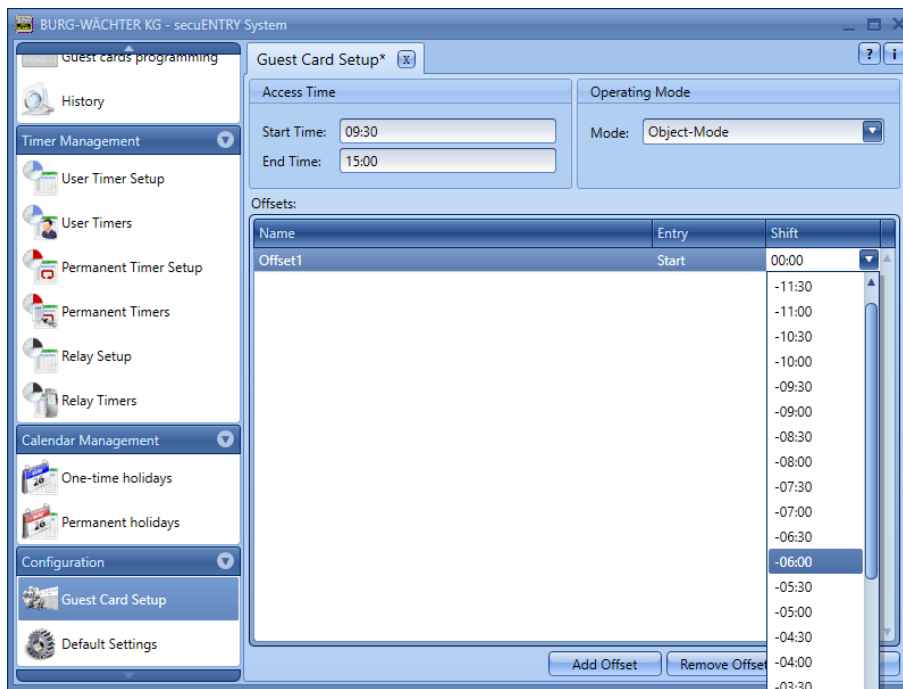 BURG-WÄCHTER KG - secuENTRY System
Guest cards programming
History
Timer Management
User Timer Setup
User Timers
Permanent Timer Setup
Permanent Timers
Relay Setup
Relay Timers
Calendar Management
One-time holidays
Permanent holidays
Configuration
Guest Card Setup
Default Settings
Guest Card Setup* x
? i
Access Time
Start Time: 09:30
End Time: 15:00
Operating Mode
Mode: Object-Mode
Offsets:
Name Entry Shift
Offset1 Start 00:00
-11:30
-11:00
-10:30
-10:00
-09:30
-09:00
-08:30
-08:00
-07:30
-07:00
-06:30
-06:00
-05:30
-05:00
-04:30
-04:00
-03:30
Add Offset Remove Offse